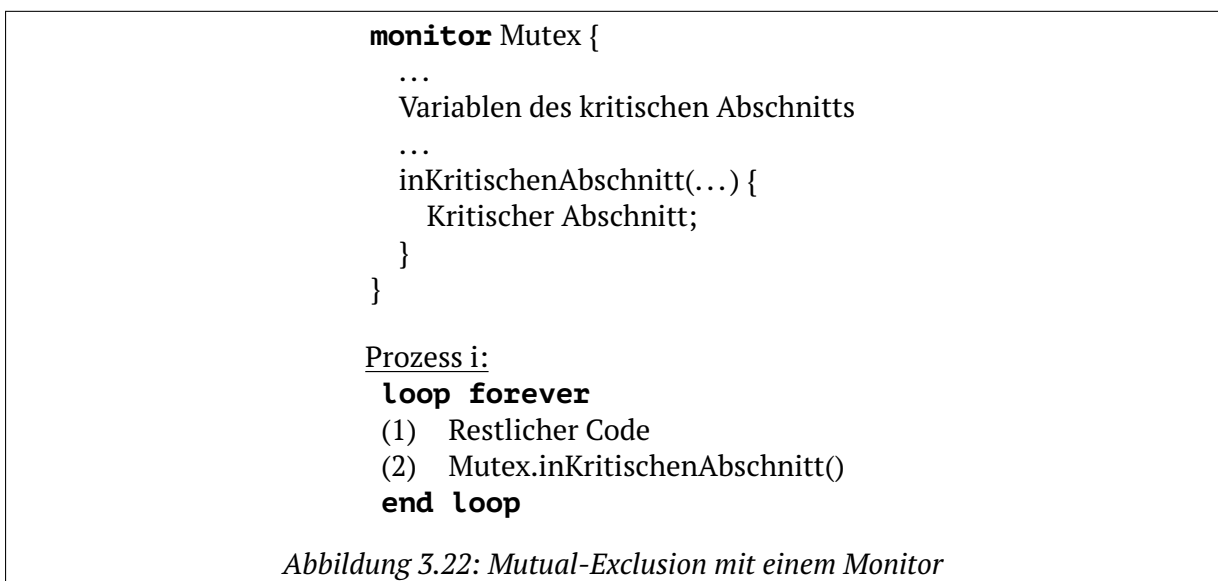 monitor Mutex {
...
Variablen des kritischen Abschnitts
...
inKritischenAbschnitt(...) {
Kritischer Abschnitt;
}
}
Prozess i:
loop forever
(1) Restlicher Code
(2) Mutex.inKritischenAbschnitt()
end loop
Abbildung 3.22: Mutual-Exclusion mit einem Monitor